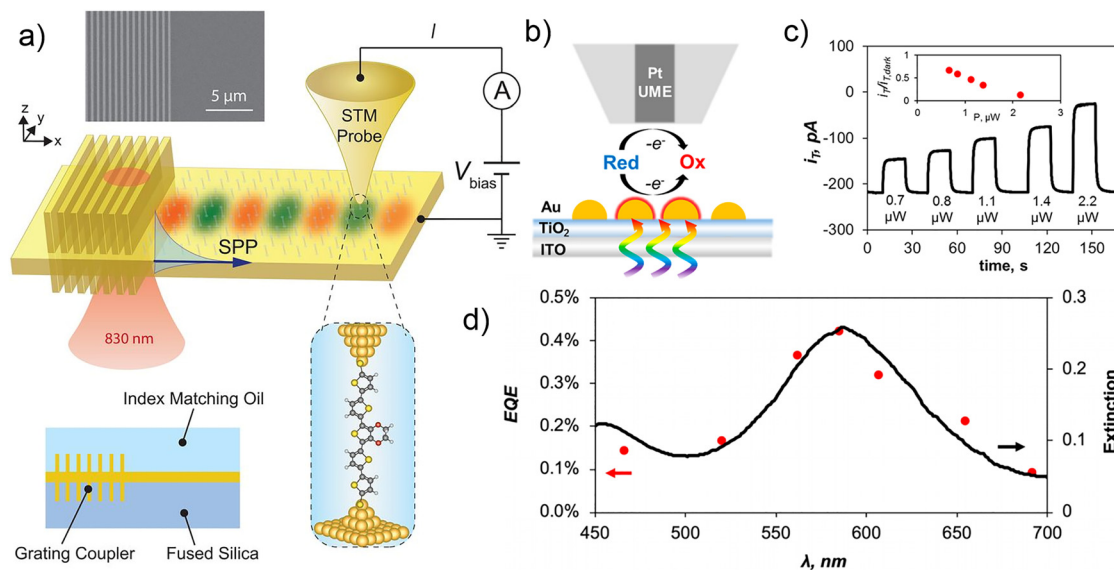 a)
5 μm
z
y
x
STM
Probe
I
A
V_bias
SPP
830 nm
Index Matching Oil
Grating Coupler
Fused Silica
b)
Pt
UME
-e⁻
Red
Ox
-e⁻
Au
TiO₂
ITO
c)
100
50
0
-50
-100
-150
-200
-300
i_T, pA
1
0.5
0
i_T/i_T,dark
0
1
2
3
P, μW
0.7
μW
0.8
μW
1.1
μW
1.4
μW
2.2
μW
0
30
60
90
120
150
time, s
d)
0.5%
0.4%
0.3%
0.2%
0.1%
EQE
0.3
0.2
0.1
0
Extinction
450
500
550
600
650
700
λ, nm